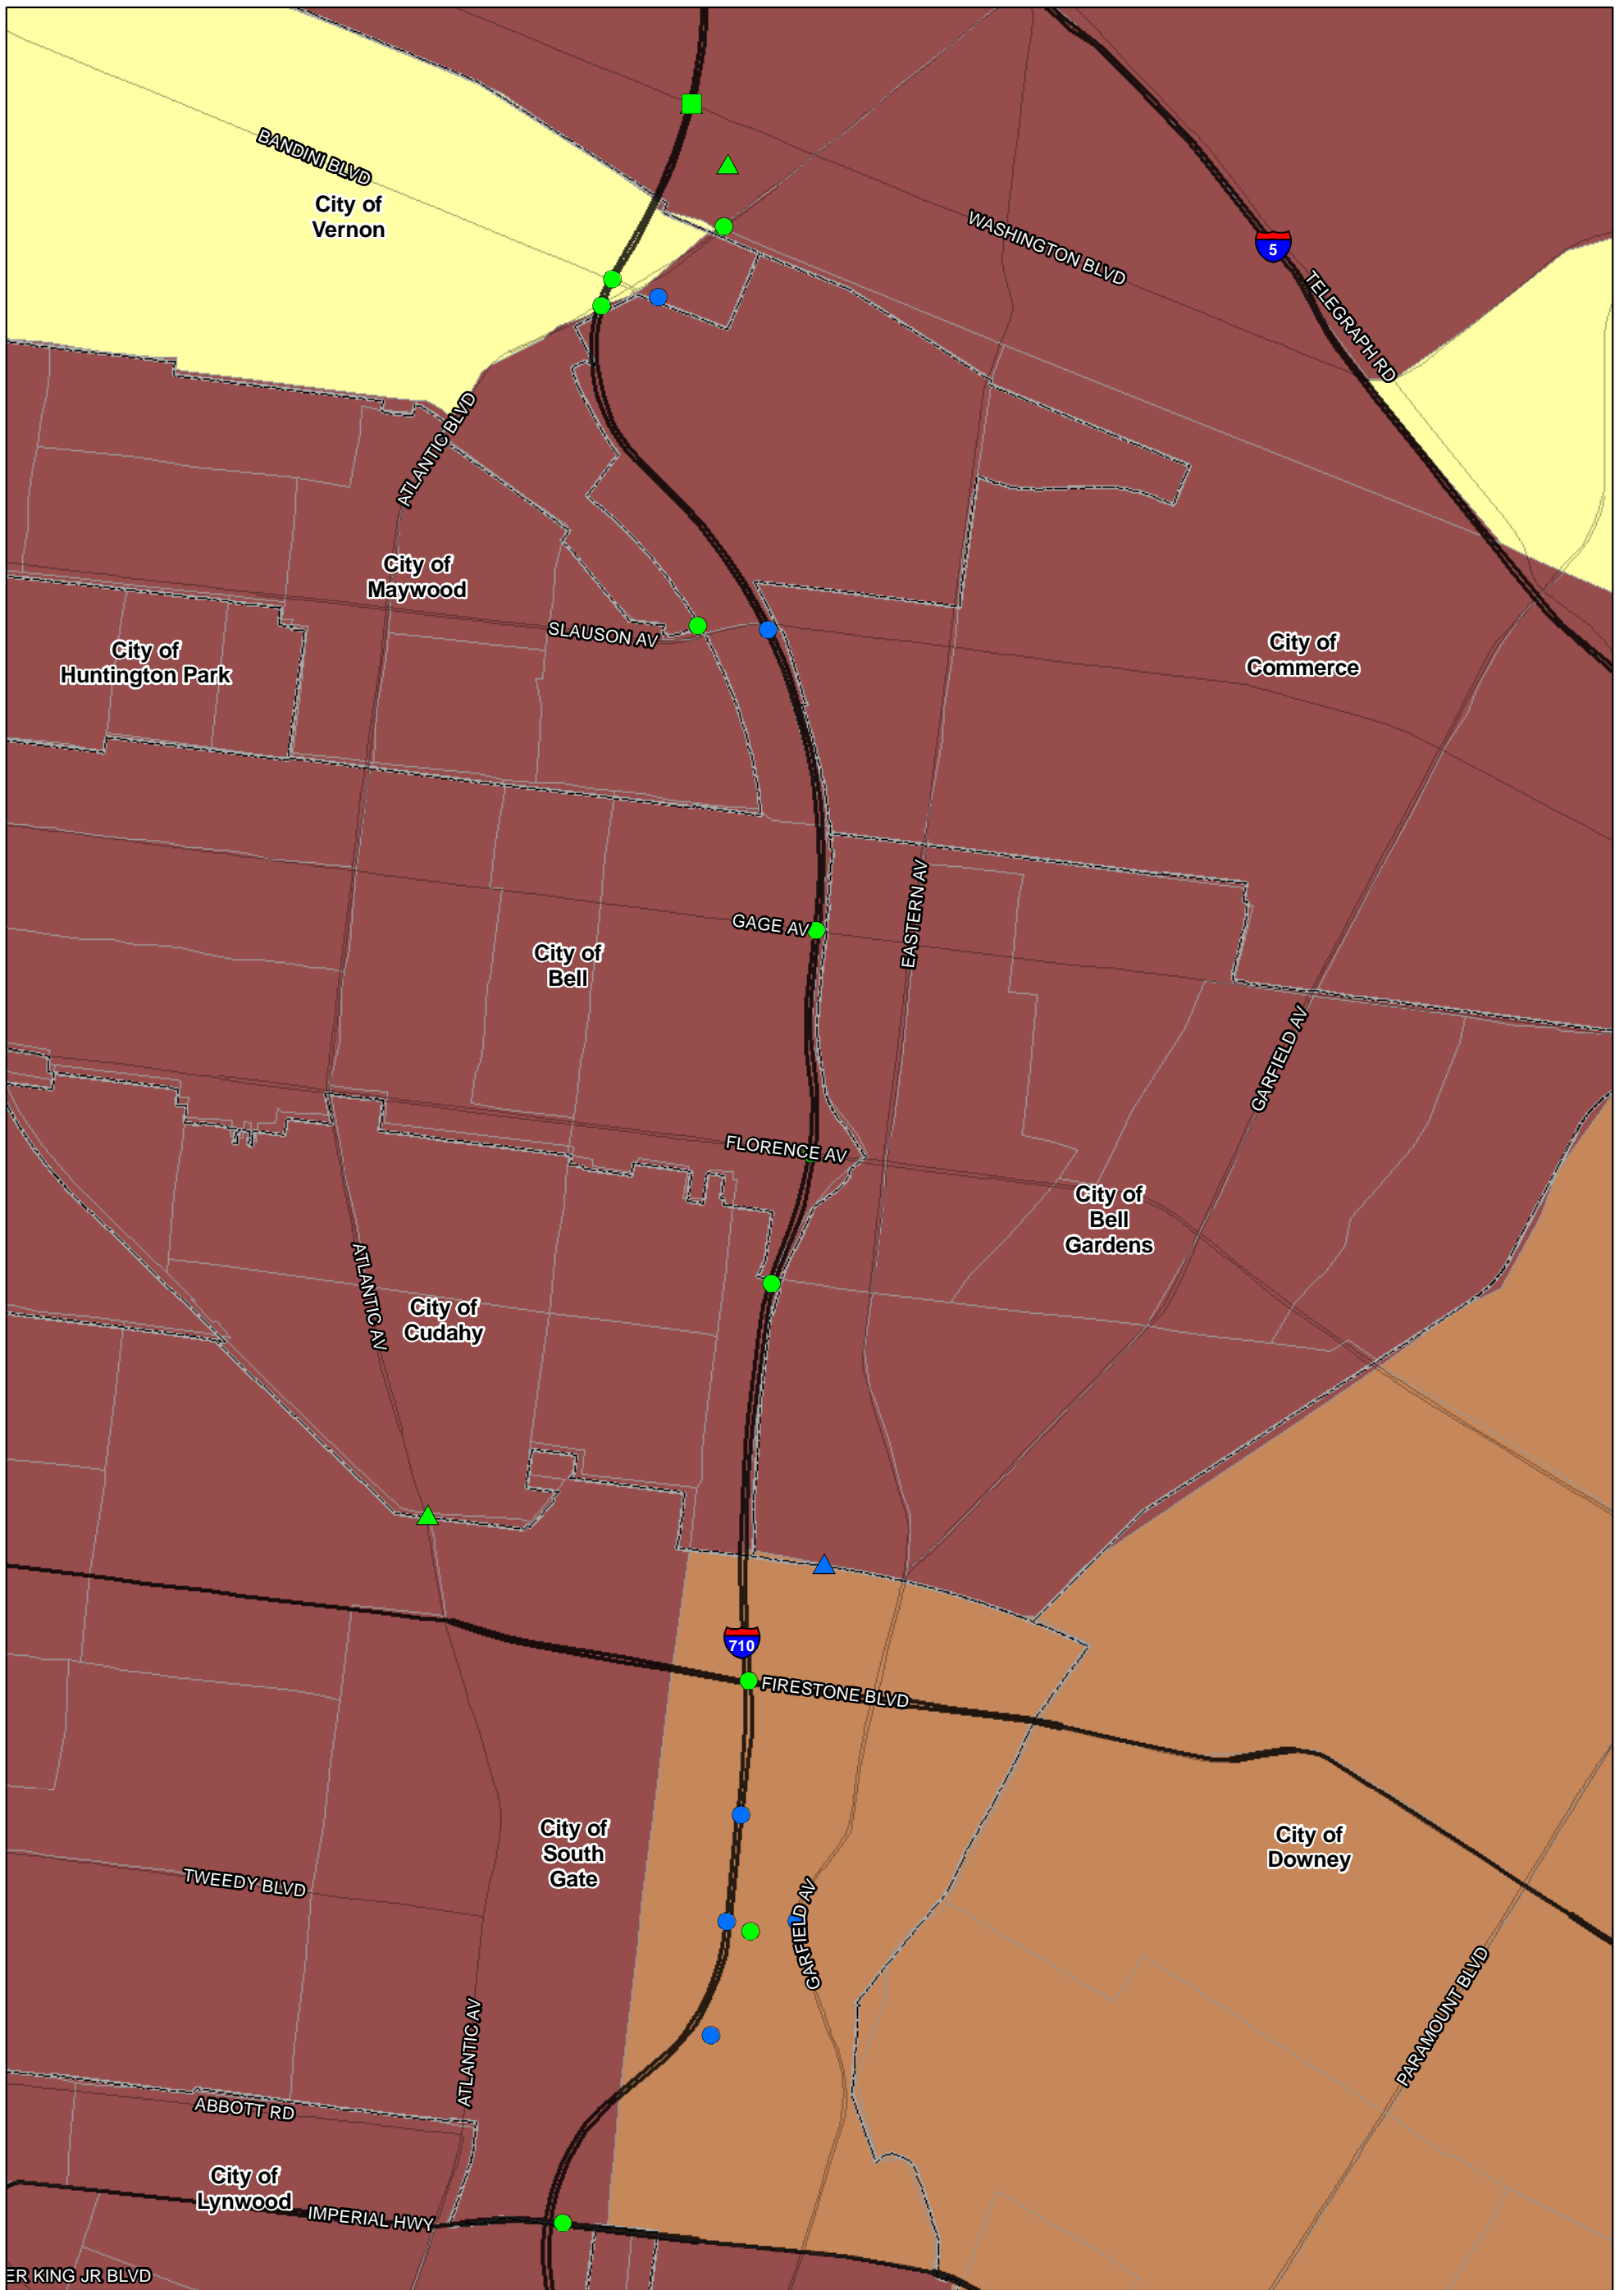 BANDINI BLVD
City of
Vernon
WASHINGTON BLVD
5
TELEGRAPH RD
ATLANTIC BLVD
City of
Maywood
SLAUSON AV
City of
Huntington Park
City of
Commerce
GAGE AV
EASTERN AV
City of
Bell
GARFIELD AV
FLORENCE AV
City of
Bell
Gardens
ATLANTIC AV
City of
Cudahy
710
FIRESTONE BLVD
City of
South
Gate
City of
Downey
TWEEDY BLVD
GARFIELD AV
PARAMOUNT BLVD
ATLANTIC AV
ABBOTT RD
City of
Lynwood
IMPERIAL HWY
ER KING JR BLVD